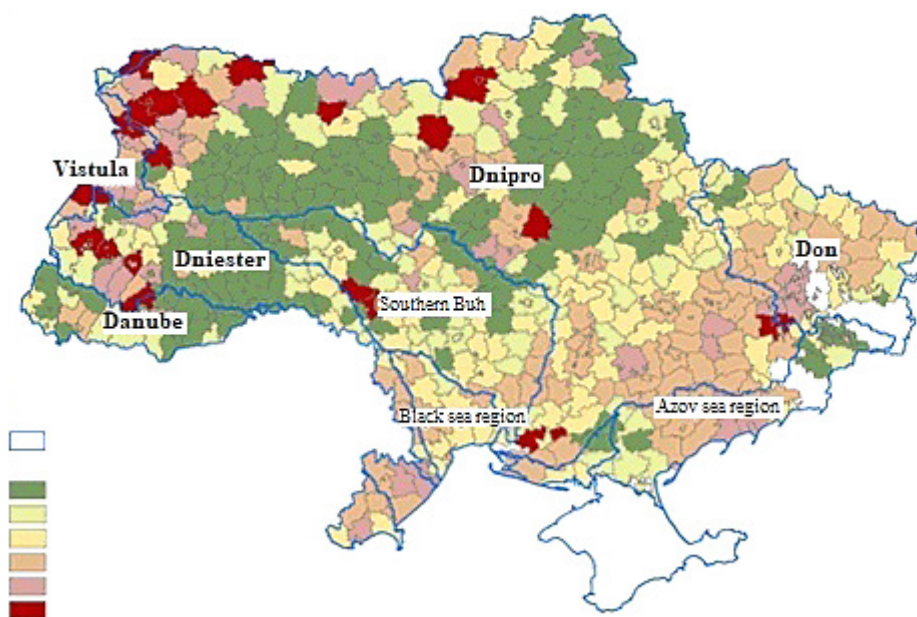 Vistula
Dnipro
Dniester
Don
Southern Buh
Danube
Black sea region
Azov sea region